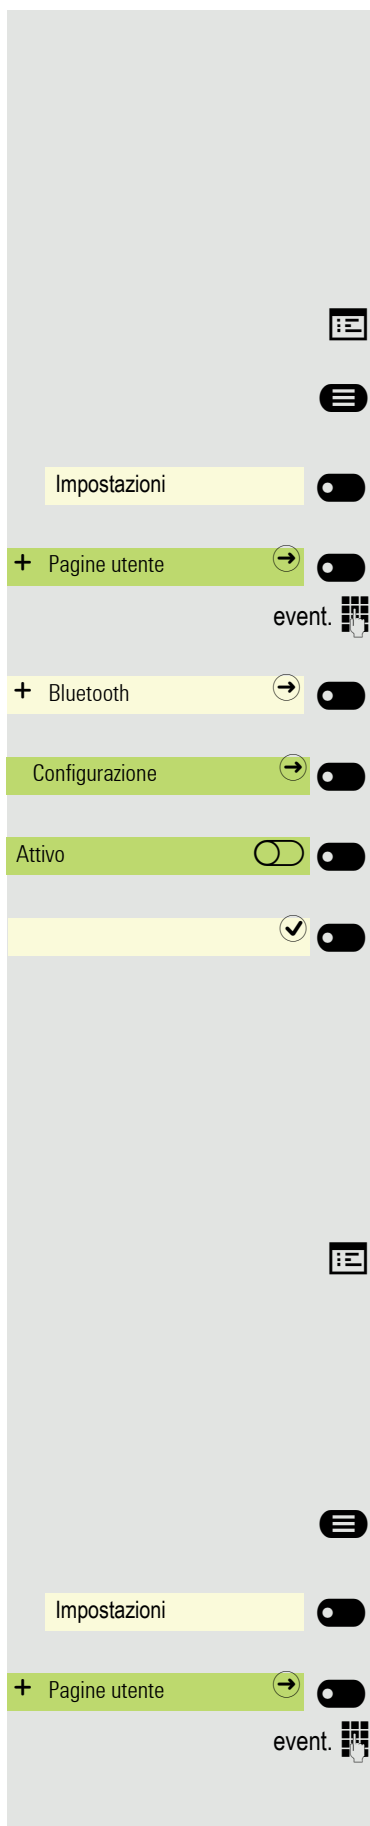 Impostazioni
+ Pagine utente
event.
+ Bluetooth
Configurazione
Attivo
Impostazioni
+ Pagine utente
event.